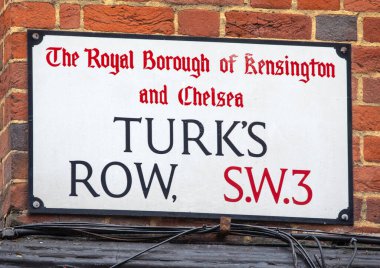 The Royal Borough of Kensington
and Chelsea
TURK'S
ROW, S.W.3